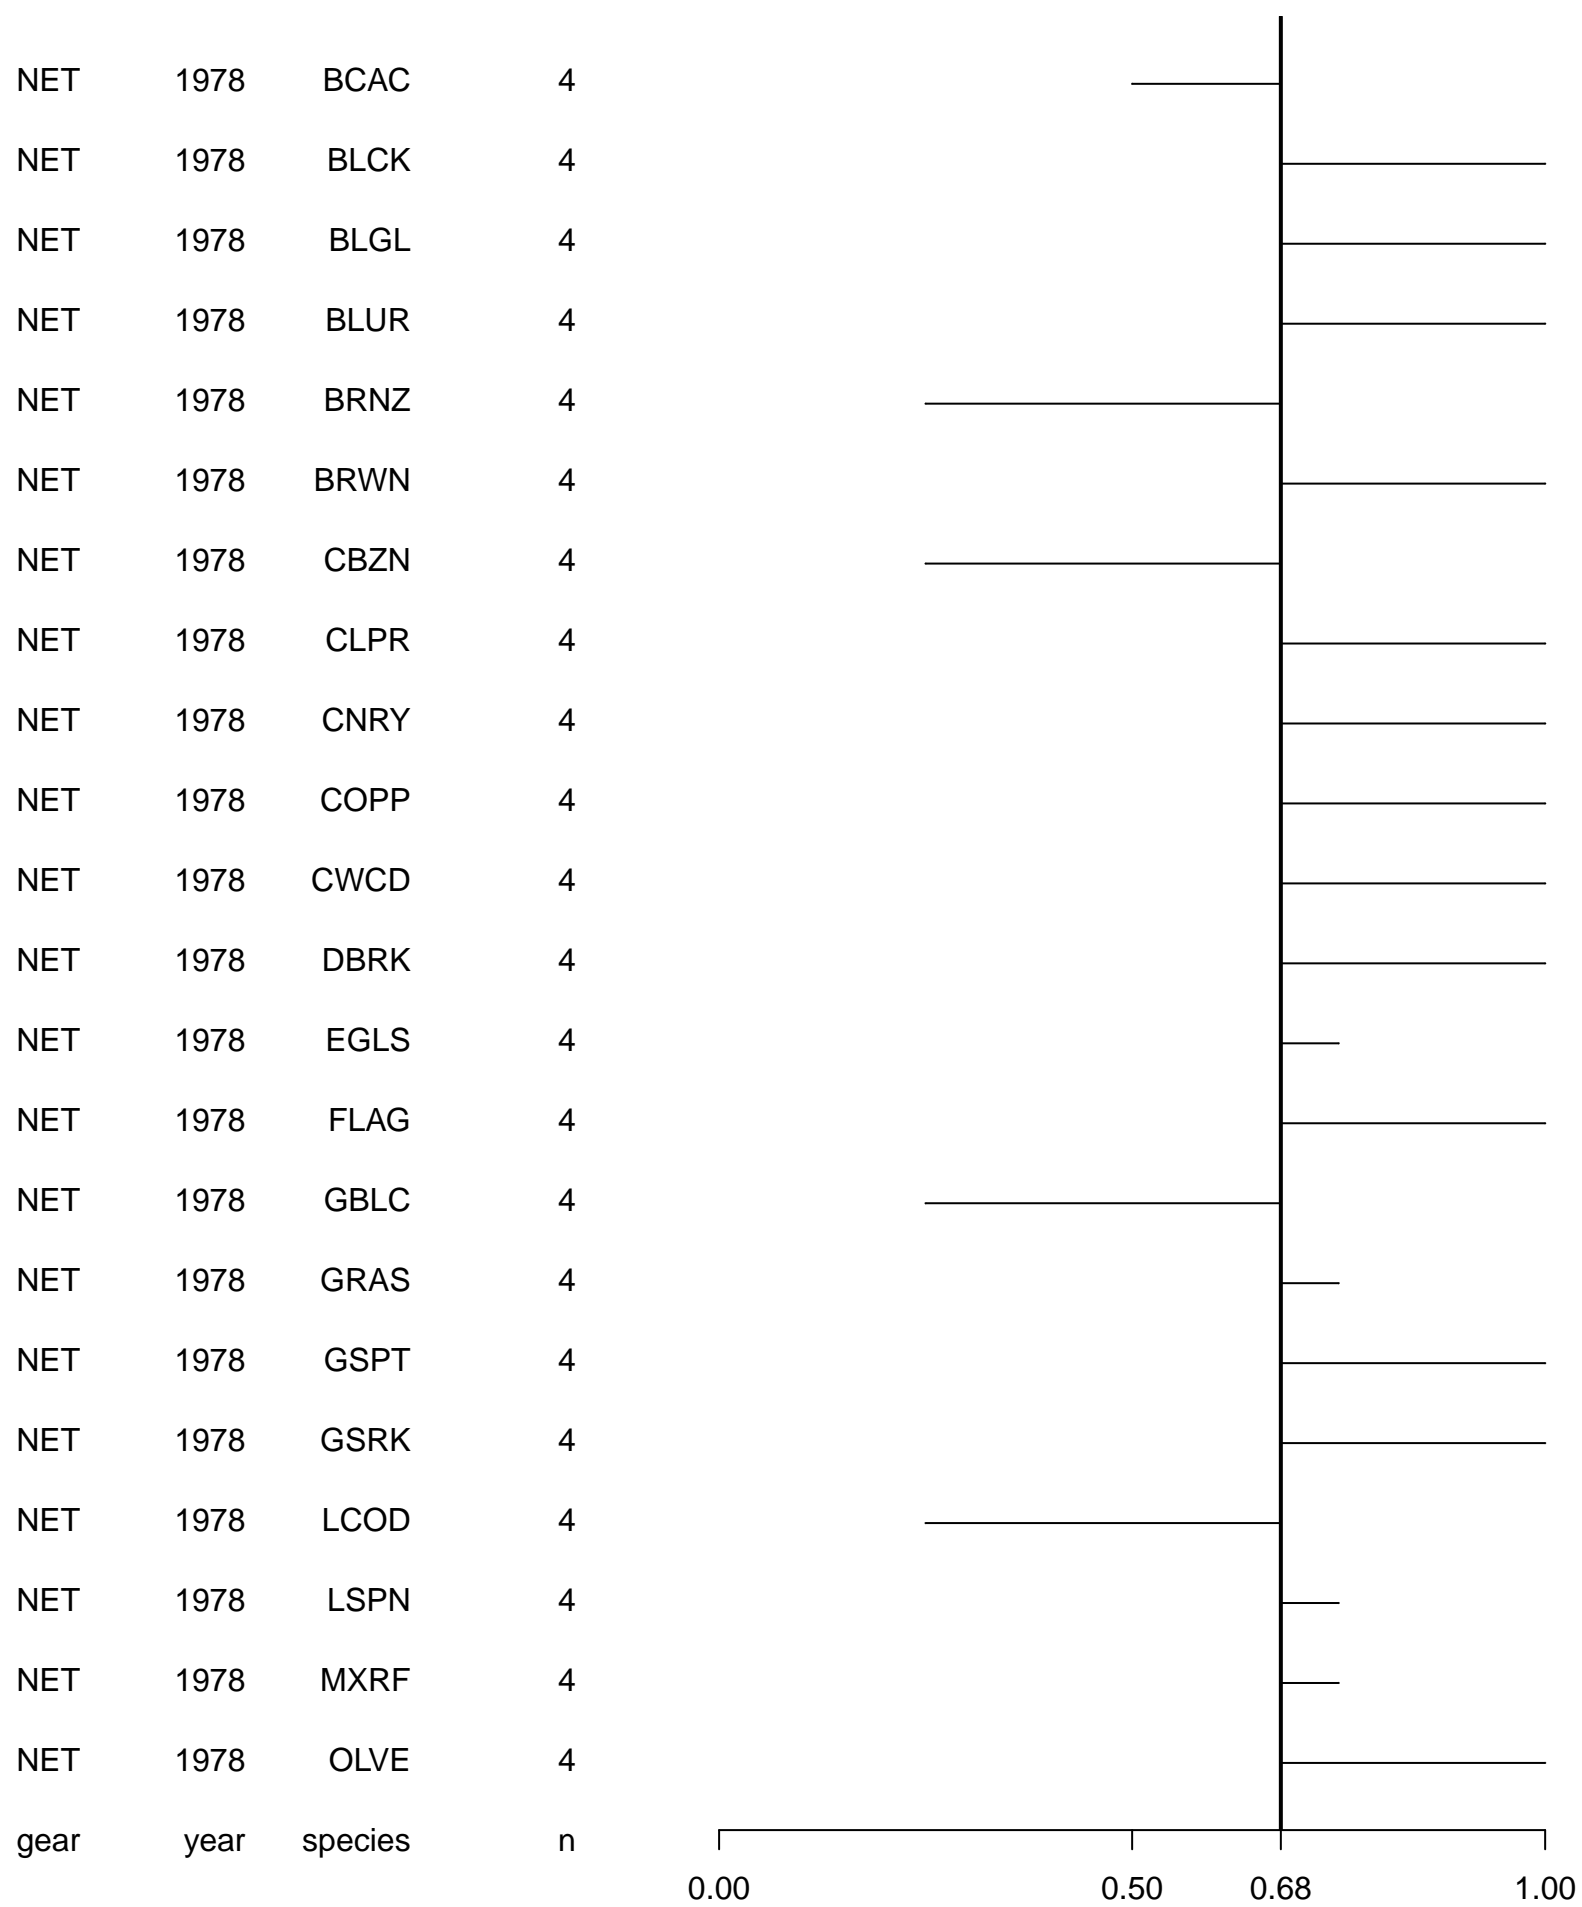 NET 1978 BCAC 4
NET 1978 BLCK 4
NET 1978 BLGL 4
NET 1978 BLUR 4
NET 1978 BRNZ 4
NET 1978 BRWN 4
NET 1978 CBZN 4
NET 1978 CLPR 4
NET 1978 CNRY 4
NET 1978 COPP 4
NET 1978 CWCD 4
NET 1978 DBRK 4
NET 1978 EGLS 4
NET 1978 FLAG 4
NET 1978 GBLC 4
NET 1978 GRAS 4
NET 1978 GSPT 4
NET 1978 GSRK 4
NET 1978 LCOD 4
NET 1978 LSPN 4
NET 1978 MXRF 4
NET 1978 OLVE 4
gear year species n
0.00 0.50 0.68 1.00